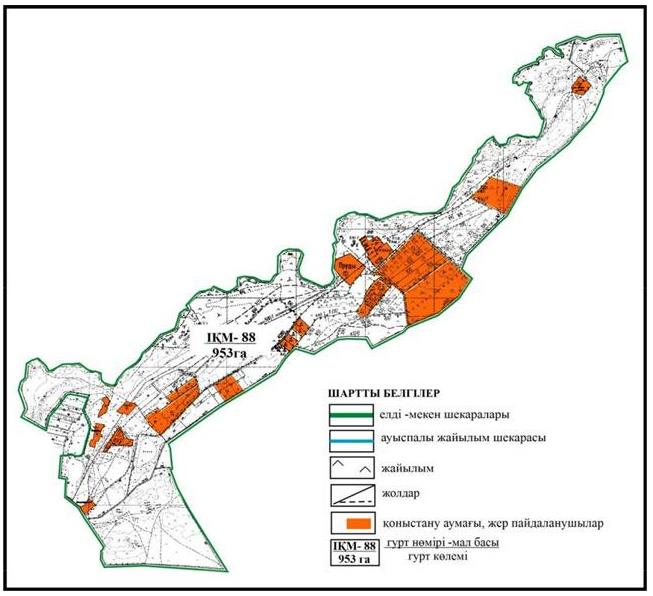 Пруды
ІҚМ- 88
953га
ШАРТТЫ БЕЛГІЛЕР
елді -мекен шекаралары
ауыспалы жайылым шекарасы
жайылым
жолдар
қоныстану аумағы, жер пайдаланушылар
ІҚМ- 88
953 га
гурт нөмірі -мал басы
гурт көлемі